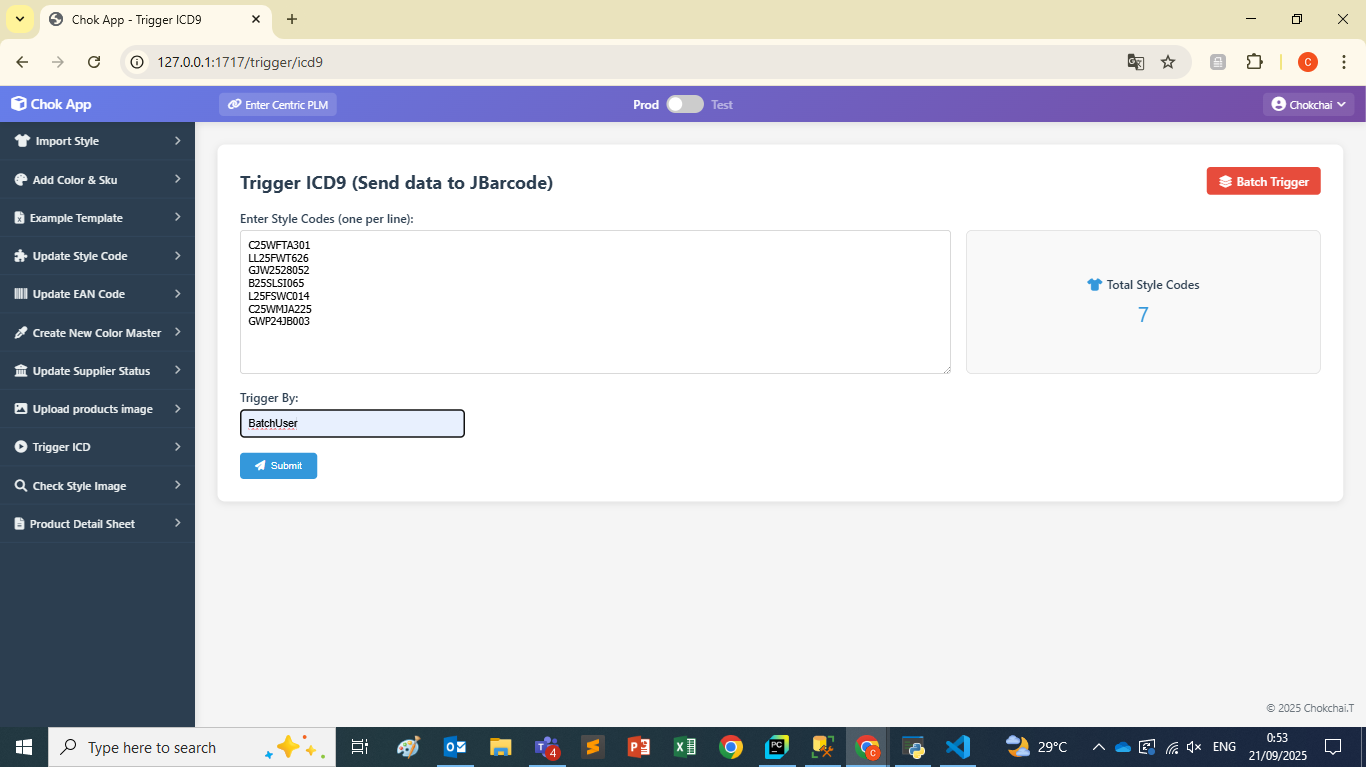 Chok App - Trigger ICD9
127.0.0.1:1717/trigger/icd9
C
Chok App
Enter Centric PLM
Prod
Test
Chokchai
Import Style
Add Color & Sku
Example Template
Update Style Code
Update EAN Code
Create New Color Master
Update Supplier Status
Upload products image
Trigger ICD
Check Style Image
Product Detail Sheet
Trigger ICD9 (Send data to JBarcode)
Batch Trigger
Enter Style Codes (one per line):
C25WFTA301
LL25FWT626
GJW2528052
B25SLSI065
L25FSWC014
C25WMJA225
GWP24JB003
Total Style Codes
7
Trigger By:
BatchUser
Submit
© 2025 Chokchai.T
Type here to search
4
PC
C
29°C
ENG
0:53
21/09/2025